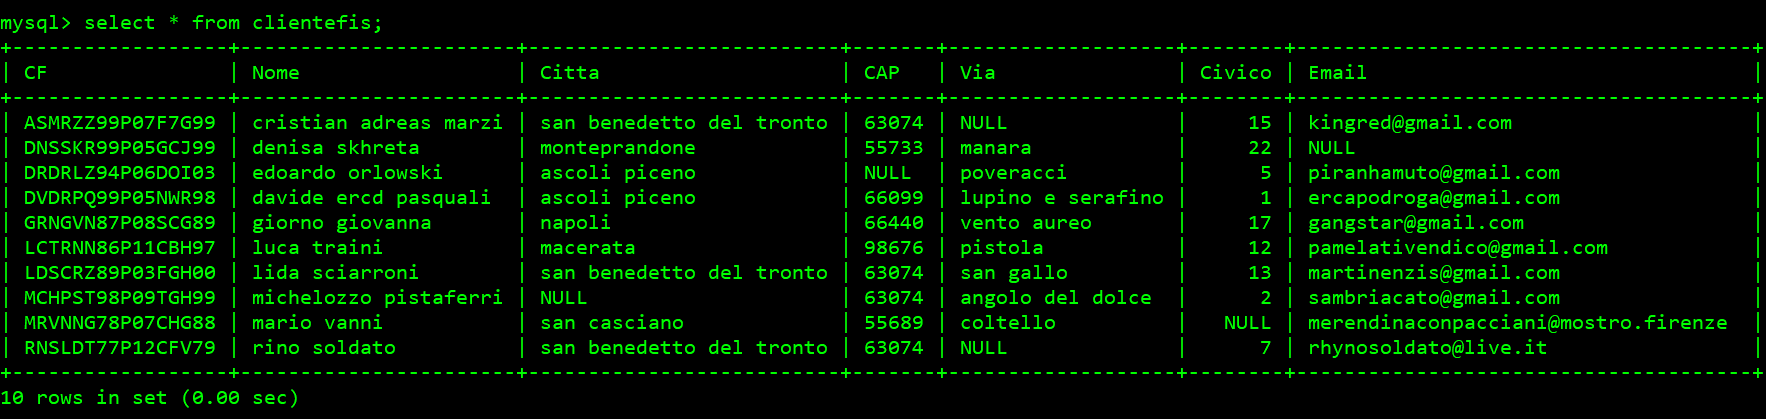 mysql> select * from clientefis;
+------------------+-----------------------+-------------------------+-------+-------------------+--------+-------------------------------------+
| CF               | Nome                  | Citta                   | CAP   | Via               | Civico | Email                               |
+------------------+-----------------------+-------------------------+-------+-------------------+--------+-------------------------------------+
| ASMRZZ99P07F7G99 | cristian adreas marzi | san benedetto del tronto | 63074 | NULL              |     15 | kingred@gmail.com                   |
| DNSSKR99P05GCJ99 | denisa skhreta        | monteprandone           | 55733 | manara            |     22 | NULL                                |
| DRDRLZ94P06DOI03 | edoardo orlowski      | ascoli piceno           | NULL  | poveracci         |      5 | piranhamuto@gmail.com               |
| DVDRPQ99P05NWR98 | davide ercd pasquali  | ascoli piceno           | 66099 | lupino e serafino |      1 | ercapodroga@gmail.com               |
| GRNGVN87P08SCG89 | giorno giovanna       | napoli                  | 66440 | vento aureo       |     17 | gangstar@gmail.com                  |
| LCTRNN86P11CBH97 | luca traini           | macerata                | 98676 | pistola           |     12 | pamelativendico@gmail.com           |
| LDSCRZ89P03FGH00 | lida sciarroni        | san benedetto del tronto | 63074 | san gallo         |     13 | martinenzis@gmail.com               |
| MCHPST98P09TGH99 | michelozzo pistaferri | NULL                    | 63074 | angolo del dolce  |      2 | sambriacato@gmail.com               |
| MRVNNG78P07CHG88 | mario vanni           | san casciano            | 55689 | coltello          |   NULL | merendinaconpacciani@mostro.firenze |
| RNSLDT77P12CFV79 | rino soldato          | san benedetto del tronto | 63074 | NULL              |      7 | rhynosoldato@live.it                |
+------------------+-----------------------+-------------------------+-------+-------------------+--------+-------------------------------------+
10 rows in set (0.00 sec)